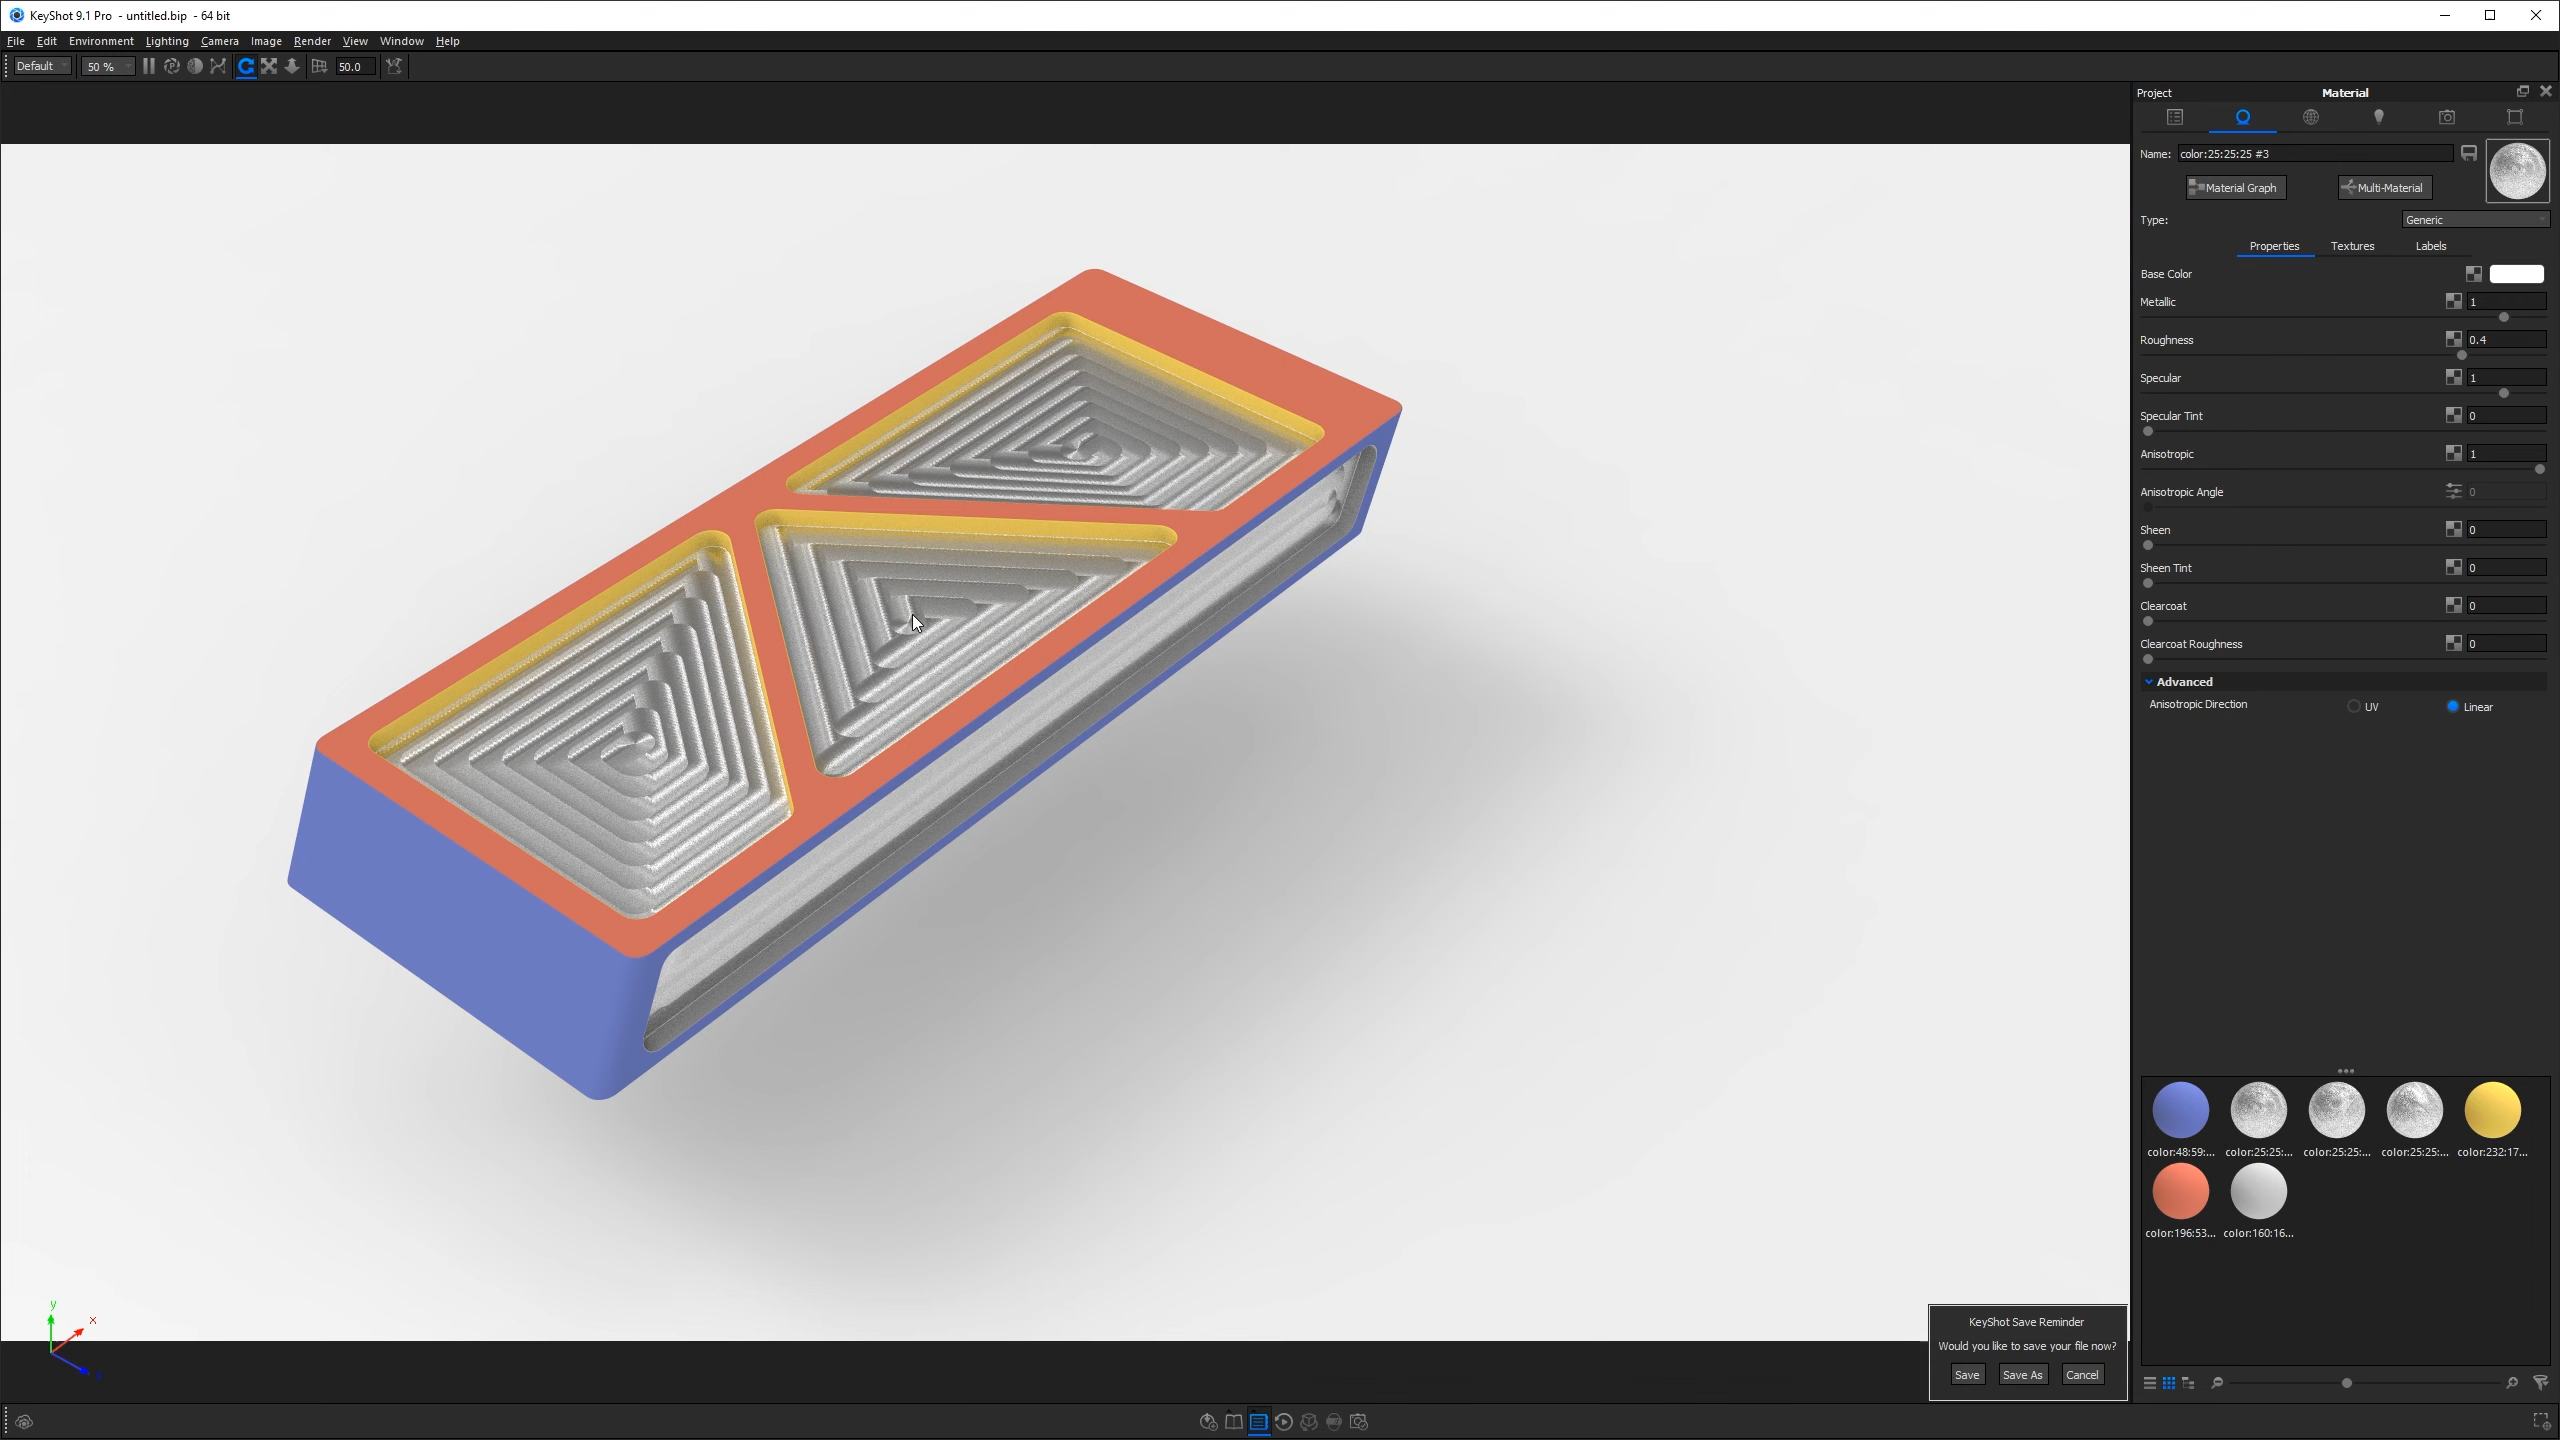 KeyShot 9.1 Pro - untitled.bip - 64 bit
File Edit Environment Lighting Camera Image Render View Window Help
Default 50 % 50.0
Project Material
Name: color:25:25:25 #3
Material Graph Multi-Material
Type: Generic
Properties Textures Labels
Base Color
Metallic 1
Roughness 0.4
Specular 1
Specular Tint 0
Anisotropic 1
Anisotropic Angle 0
Sheen 0
Sheen Tint 0
Clearcoat 0
Clearcoat Roughness 0
Advanced
Anisotropic Direction UV Linear
color:48:59:... color:25:25:... color:25:25:... color:25:25:... color:232:17...
color:196:53... color:160:16...
y
x
KeyShot Save Reminder
Would you like to save your file now?
Save Save As Cancel